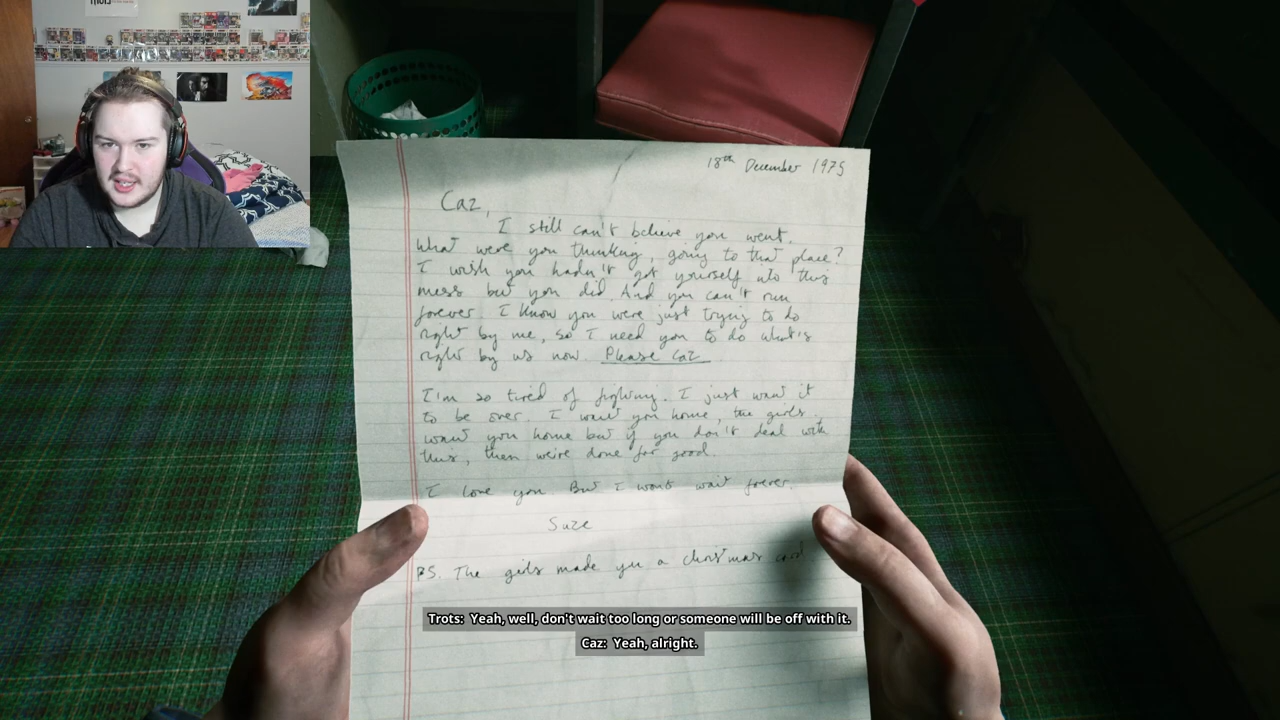 18th December 1975
Caz,
I still can't believe you went.
What were you thinking, going to that place?
I wish you hadn't got yourself into this
mess but you did. And you can't run
forever. I know you were just trying to do
right by me, so I need you to do what's
right by us now. Please Caz
I'm so tired of fighting. I just want it
to be over. I want you home, the girls
want you home but if you don't deal with
this, then we're done for good.
I love you. But I won't wait forever.
Suze
PS. The girls made you a christmas card
Trots: Yeah, well, don't wait too long or someone will be off with it.
Caz: Yeah, alright.